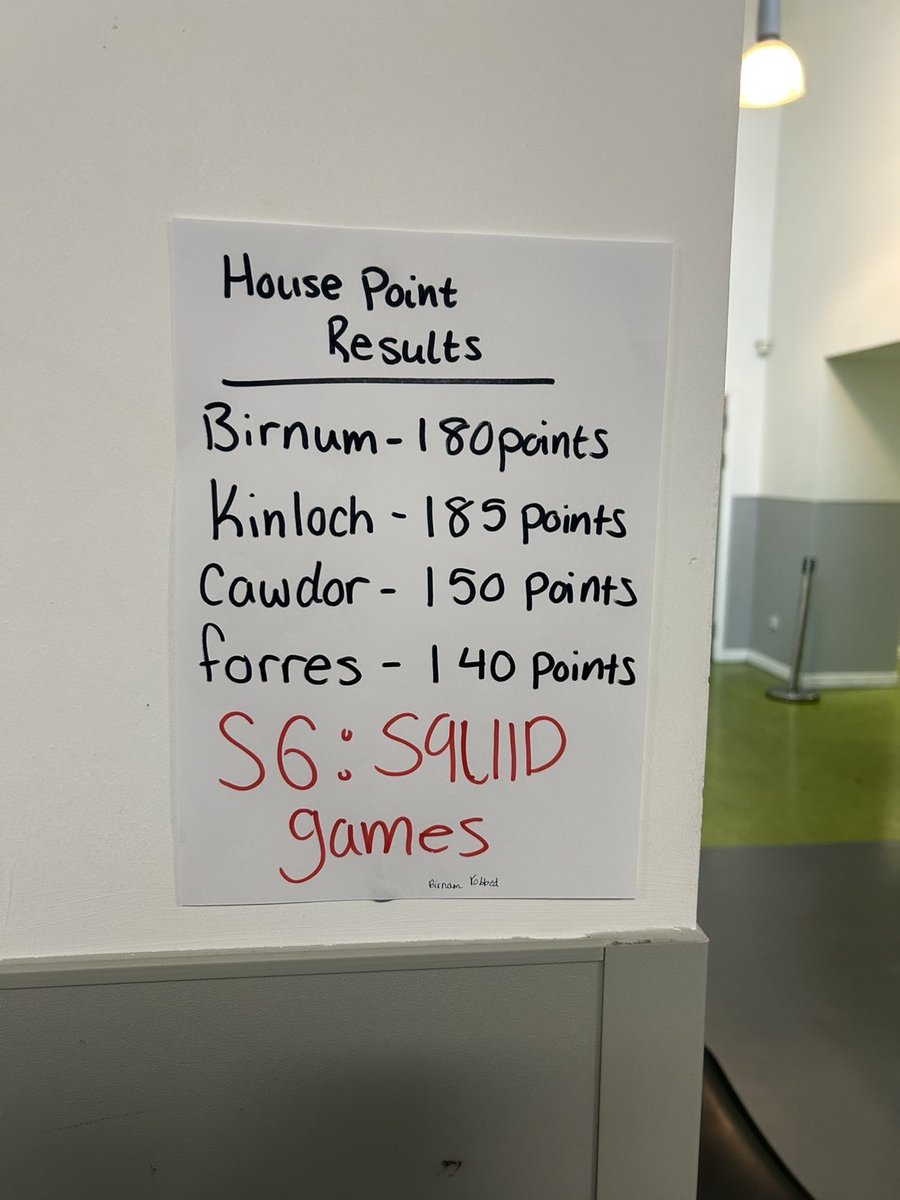 House Point
Results
Birnum - 180 points
Kinloch - 185 points
Cawdor - 150 points
forres - 140 points
S6: SQUID
games
Birnam robbed